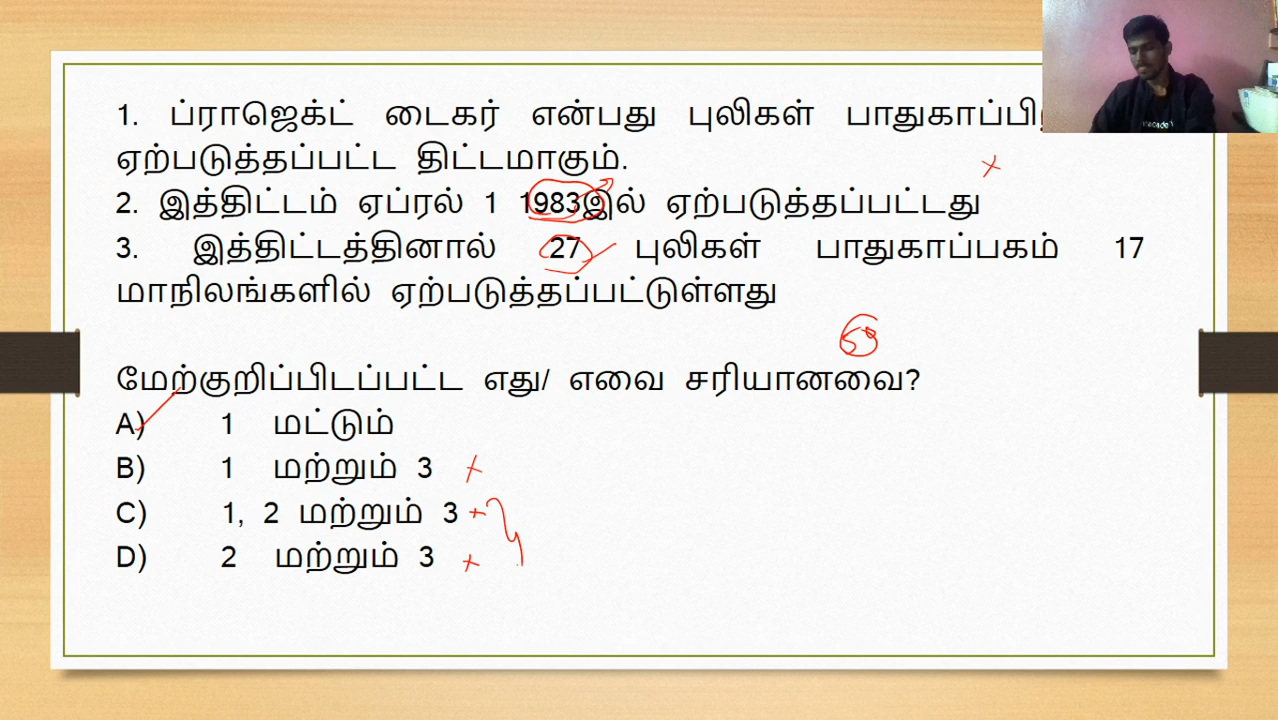 1. ப்ராஜெக்ட் டைகர் என்பது புலிகள்
ஏற்படுத்தப்பட்ட திட்டமாகும்.
2. இத்திட்டம் ஏப்ரல் 1 1983இல் ஏற்படுத்தப்பட்டது
3. இத்திட்டத்தினால் 27 புலிகள் பாதுகாப்பகம் 17
மாநிலங்களில் ஏற்படுத்தப்பட்டுள்ளது
மேற்குறிப்பிடப்பட்ட எது/ எவை சரியானவை?
A) 1 மட்டும்
B) 1 மற்றும் 3
C) 1, 2 மற்றும் 3
D) 2 மற்றும் 3